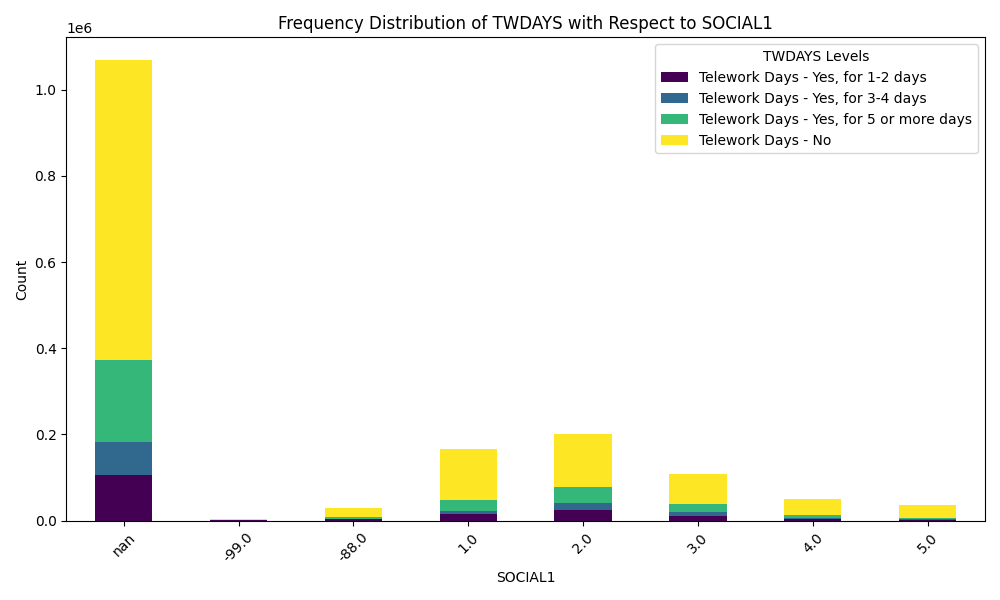 Frequency Distribution of TWDAYS with Respect to SOCIAL1
1e6
TWDAYS Levels
Telework Days - Yes, for 1-2 days
Telework Days - Yes, for 3-4 days
Telework Days - Yes, for 5 or more days
Telework Days - No
Count
1.0
0.8
0.6
0.4
0.2
0.0
nan
-99.0
-88.0
1.0
2.0
3.0
4.0
5.0
SOCIAL1